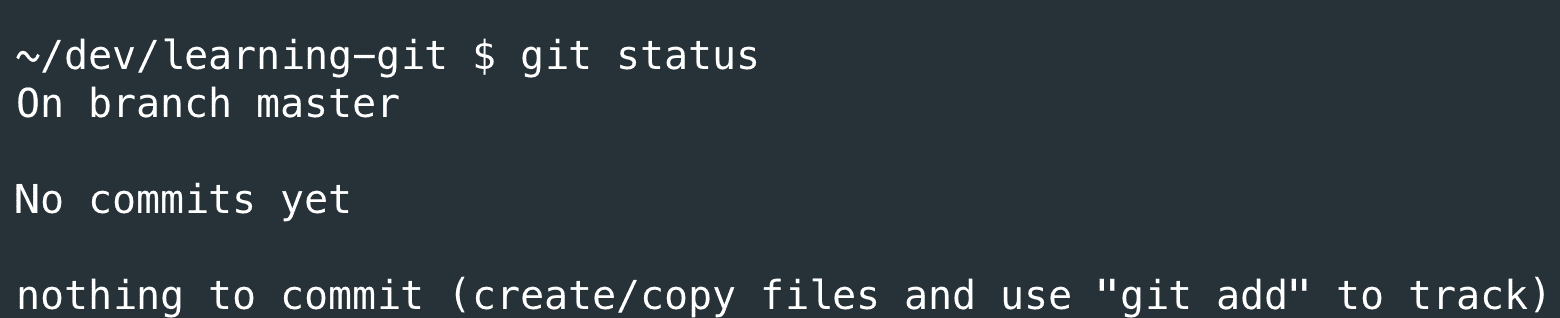 ~/dev/learning-git $ git status
On branch master
No commits yet
nothing to commit (create/copy files and use "git add" to track)